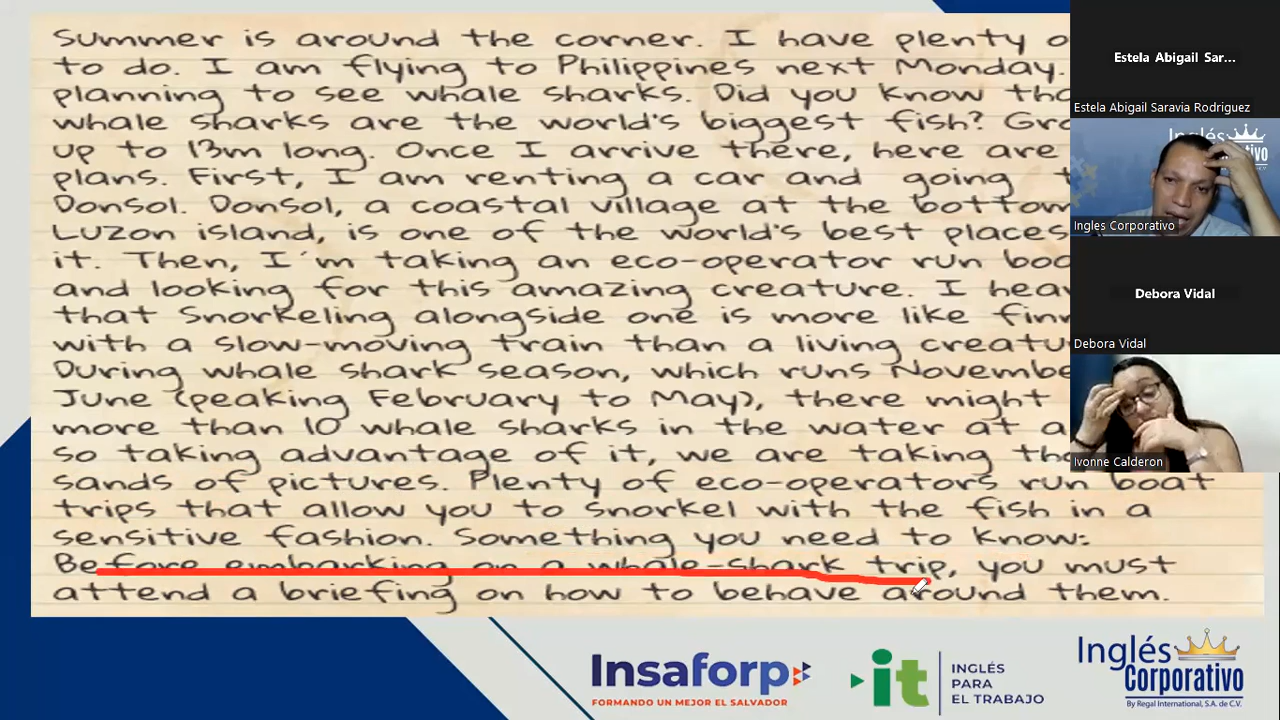 Summer is around the corner. I have plenty o
to do. I am flying to Philippines next Monday.
planning to see whale sharks. Did you know tha
whale sharks are the world's biggest fish? Gro
up to 13m long. Once I arrive there, here are
plans. First, I am renting a car and going t
Donsol. Donsol, a coastal village at the bottom
Luzon island, is one of the world's best places
it. Then, I´m taking an eco-operator run boa
and looking for this amazing creature. I hear
that snorkeling alongside one is more like finn
with a slow-moving train than a living creatu
During whale shark season, which runs Novembe
June (peaking February to May), there might
more than 10 whale sharks in the water at a
so taking advantage of it, we are taking tho
sands of pictures. Plenty of eco-operators run boat
trips that allow you to snorkel with the fish in a
sensitive fashion. Something you need to know:
Before embarking on a whale-shark trip, you must
attend a briefing on how to behave around them.
Estela Abigail Sar...
Estela Abigail Saravia Rodriguez
Inglés
Ingles Corporativo
Debora Vidal
Debora Vidal
Ivonne Calderon
Insaforp
FORMANDO UN MEJOR EL SALVADOR
it
INGLÉS
PARA
EL TRABAJO
Inglés
Corporativo
By Regal International, S.A. de C.V.